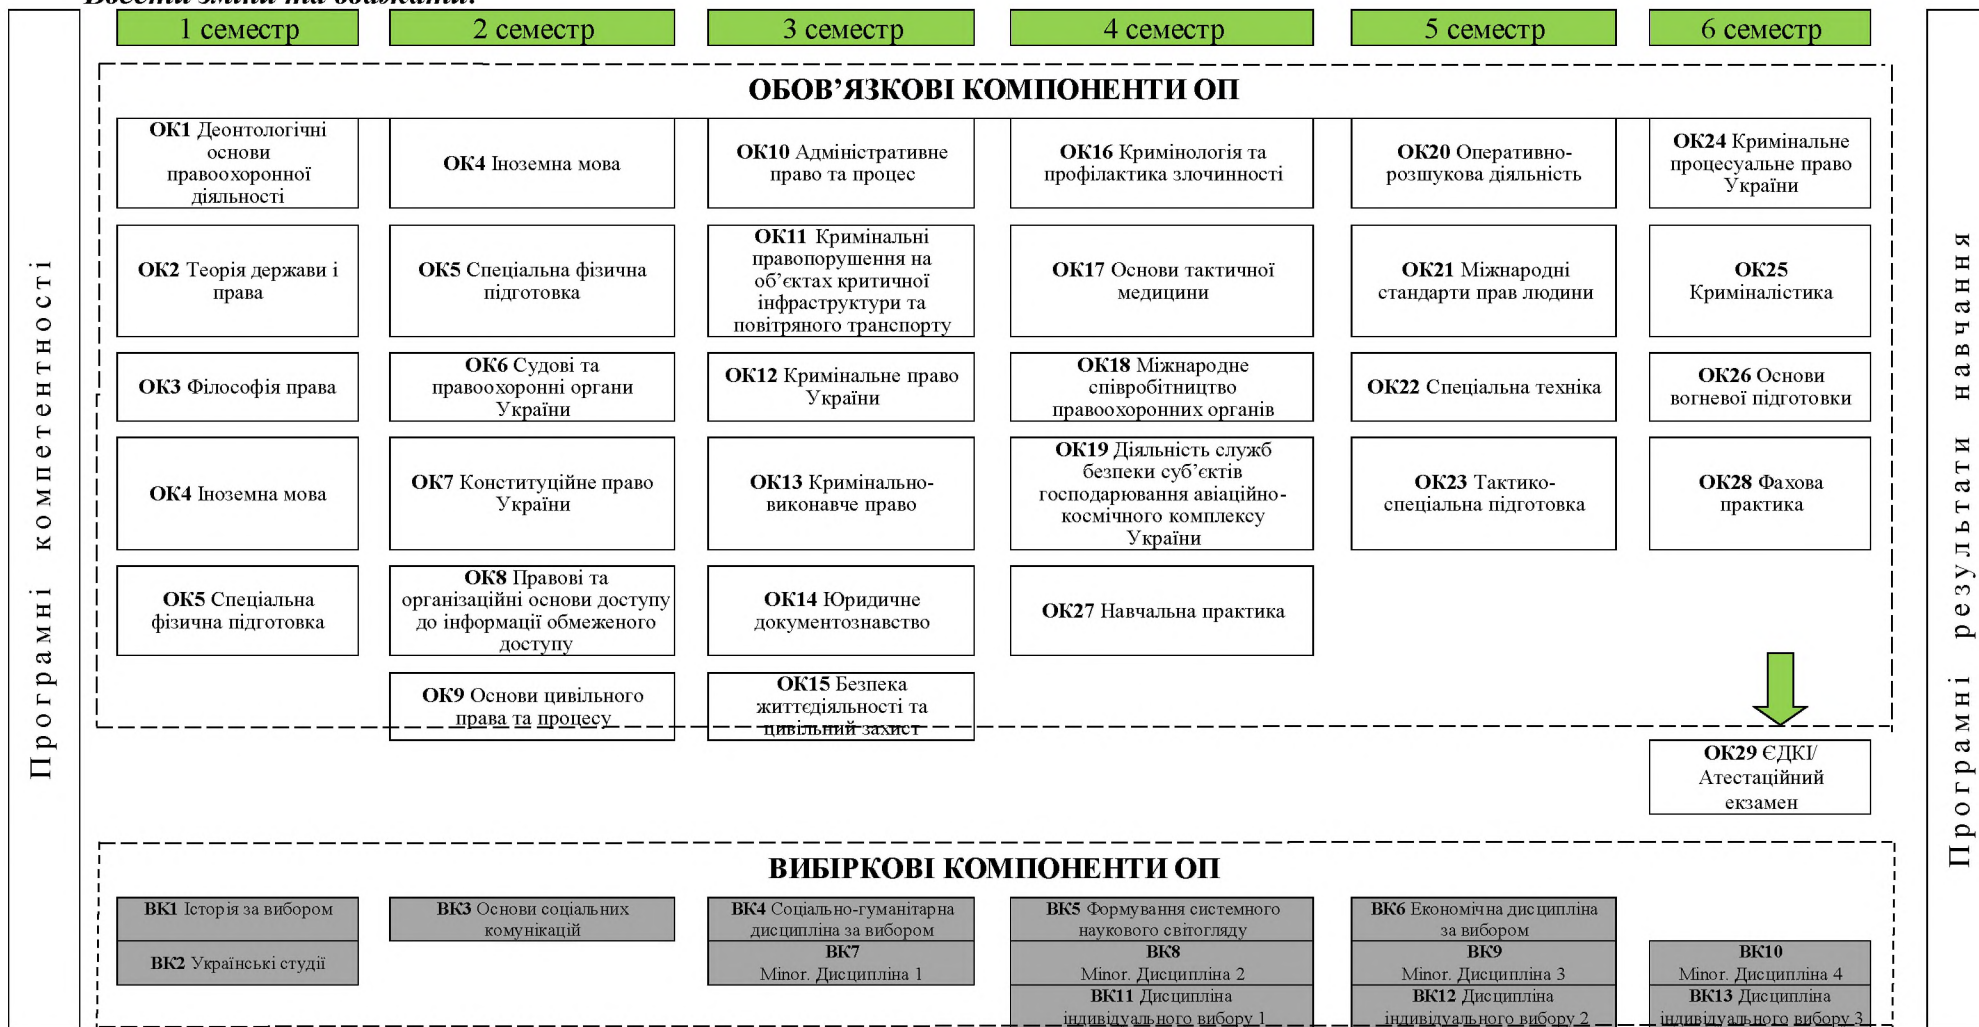 Внести зміни та вважати:
1 семестр
2 семестр
3 семестр
4 семестр
5 семестр
6 семестр
Програмні компетентності
ОБОВ’ЯЗКОВІ КОМПОНЕНТИ ОП
ОК1 Деонтологічні
основи
правоохоронної
діяльності
ОК4 Іноземна мова
ОК10 Адміністративне
право та процес
ОК16 Кримінологія та
профілактика злочинності
ОК20 Оперативно-
розшукова діяльність
ОК24 Кримінальне
процесуальне право
України
ОК2 Теорія держави і
права
ОК5 Спеціальна фізична
підготовка
ОК11 Кримінальні
правопорушення на
об’єктах критичної
інфраструктури та
повітряного транспорту
ОК17 Основи тактичної
медицини
ОК21 Міжнародні
стандарти прав людини
ОК25
Криміналістика
ОК3 Філософія права
ОК6 Судові та
правоохоронні органи
України
ОК12 Кримінальне право
України
ОК18 Міжнародне
співробітництво
правоохоронних органів
ОК22 Спеціальна техніка
ОК26 Основи
вогневої підготовки
ОК4 Іноземна мова
ОК7 Конституційне право
України
ОК13 Кримінально-
виконавче право
ОК19 Діяльність служб
безпеки суб’єктів
господарювання авіаційно-
космічного комплексу
України
ОК23 Тактико-
спеціальна підготовка
ОК28 Фахова
практика
ОК5 Спеціальна
фізична підготовка
ОК8 Правові та
організаційні основи доступу
до інформації обмеженого
доступу
ОК14 Юридичне
документознавство
ОК27 Навчальна практика
ОК9 Основи цивільного
права та процесу
ОК15 Безпека
життєдіяльності та
цивільний захист
ОК29 ЄДКІ/
Атестаційний
екзамен
ВИБІРКОВІ КОМПОНЕНТИ ОП
ВК1 Історія за вибором
ВК2 Українські студії
ВК3 Основи соціальних
комунікацій
ВК4 Соціально-гуманітарна
дисципліна за вибором
ВК7
Minor. Дисципліна 1
ВК5 Формування системного
наукового світогляду
ВК8
Minor. Дисципліна 2
ВК11 Дисципліна
індивідуального вибору 1
ВК6 Економічна дисципліна
за вибором
ВК9
Minor. Дисципліна 3
ВК12 Дисципліна
індивідуального вибору 2
ВК10
Minor. Дисципліна 4
ВК13 Дисципліна
індивідуального вибору 3
Програмні результати навчання